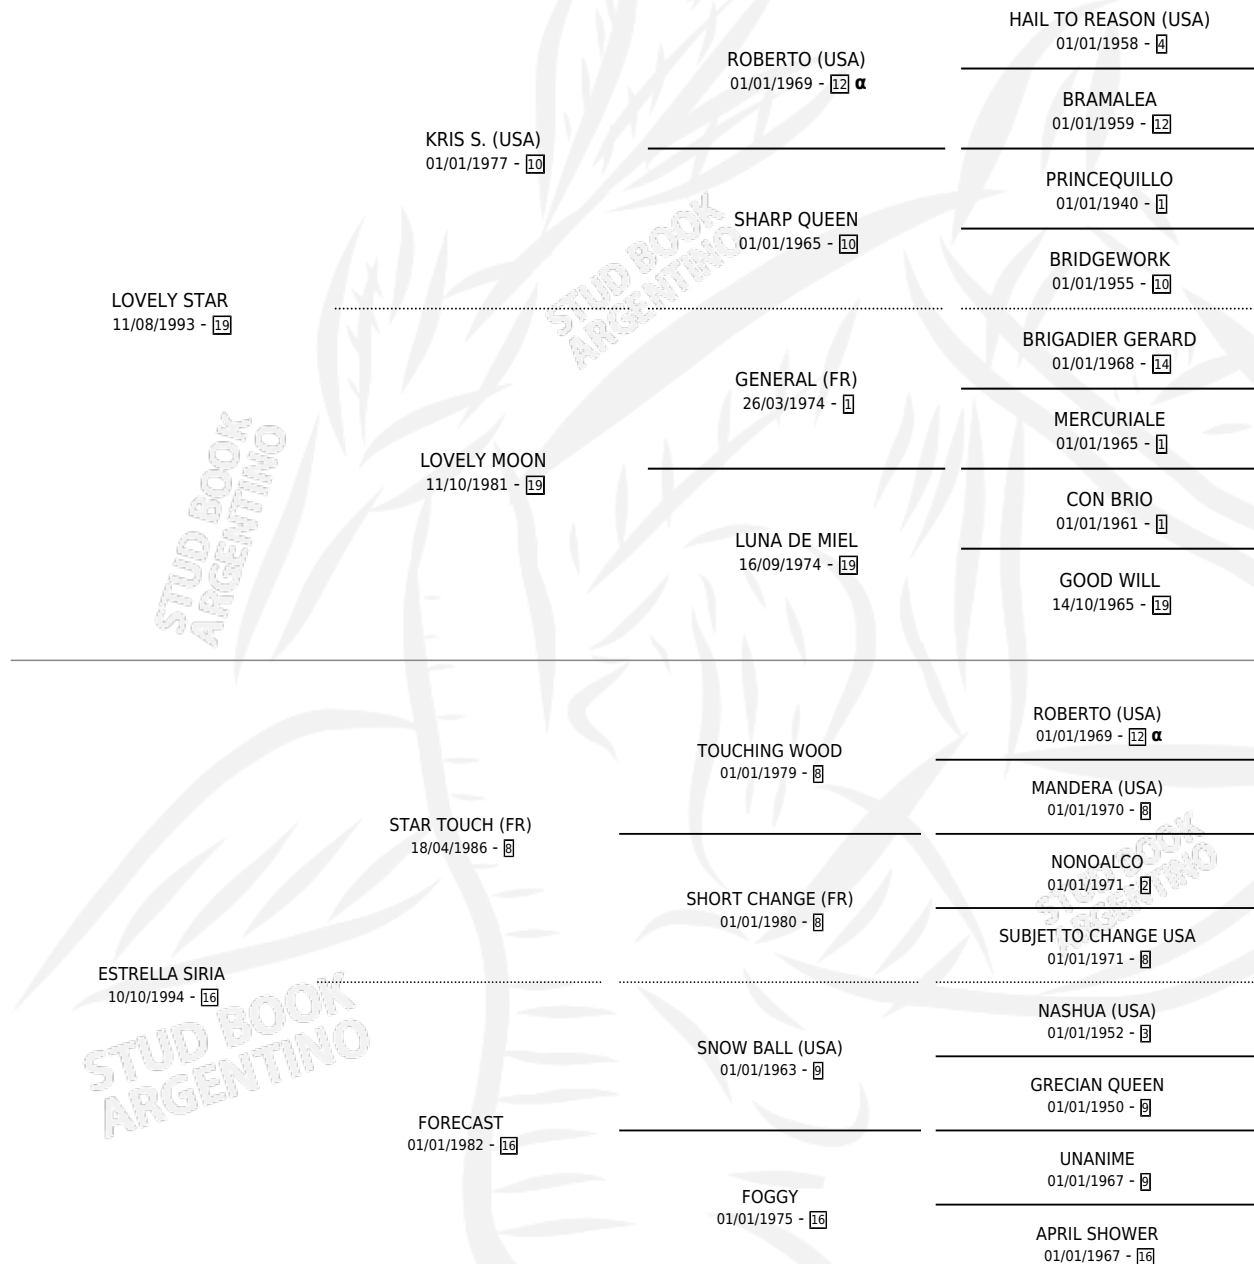 HAIL TO REASON (USA)
01/01/1958 - 4
ROBERTO (USA)
01/01/1969 - 12 α
BRAMALEA
01/01/1959 - 12
KRIS S. (USA)
01/01/1977 - 10
PRINCEQUILLO
01/01/1940 - 1
SHARP QUEEN
01/01/1965 - 10
BRIDGEWORK
01/01/1955 - 10
LOVELY STAR
11/08/1993 - 19
BRIGADIER GERARD
01/01/1968 - 14
GENERAL (FR)
26/03/1974 - 1
MERCURIALE
01/01/1965 - 1
LOVELY MOON
11/10/1981 - 19
CON BRIO
01/01/1961 - 1
LUNA DE MIEL
16/09/1974 - 19
GOOD WILL
14/10/1965 - 19
ROBERTO (USA)
01/01/1969 - 12 α
TOUCHING WOOD
01/01/1979 - 8
MANDERA (USA)
01/01/1970 - 8
STAR TOUCH (FR)
18/04/1986 - 8
NONOALCO
01/01/1971 - 2
SHORT CHANGE (FR)
01/01/1980 - 8
SUBJET TO CHANGE USA
01/01/1971 - 8
ESTRELLA SIRIA
10/10/1994 - 16
NASHUA (USA)
01/01/1952 - 3
SNOW BALL (USA)
01/01/1963 - 9
GRECIAN QUEEN
01/01/1950 - 9
FORECAST
01/01/1982 - 16
UNANIME
01/01/1967 - 9
FOGGY
01/01/1975 - 16
APRIL SHOWER
01/01/1967 - 16
STUD BOOK
ARGENTINO
STUD BOOK
ARGENTINO
STUD BOOK
ARGENTINO
STUD BOOK
ARGENTINO